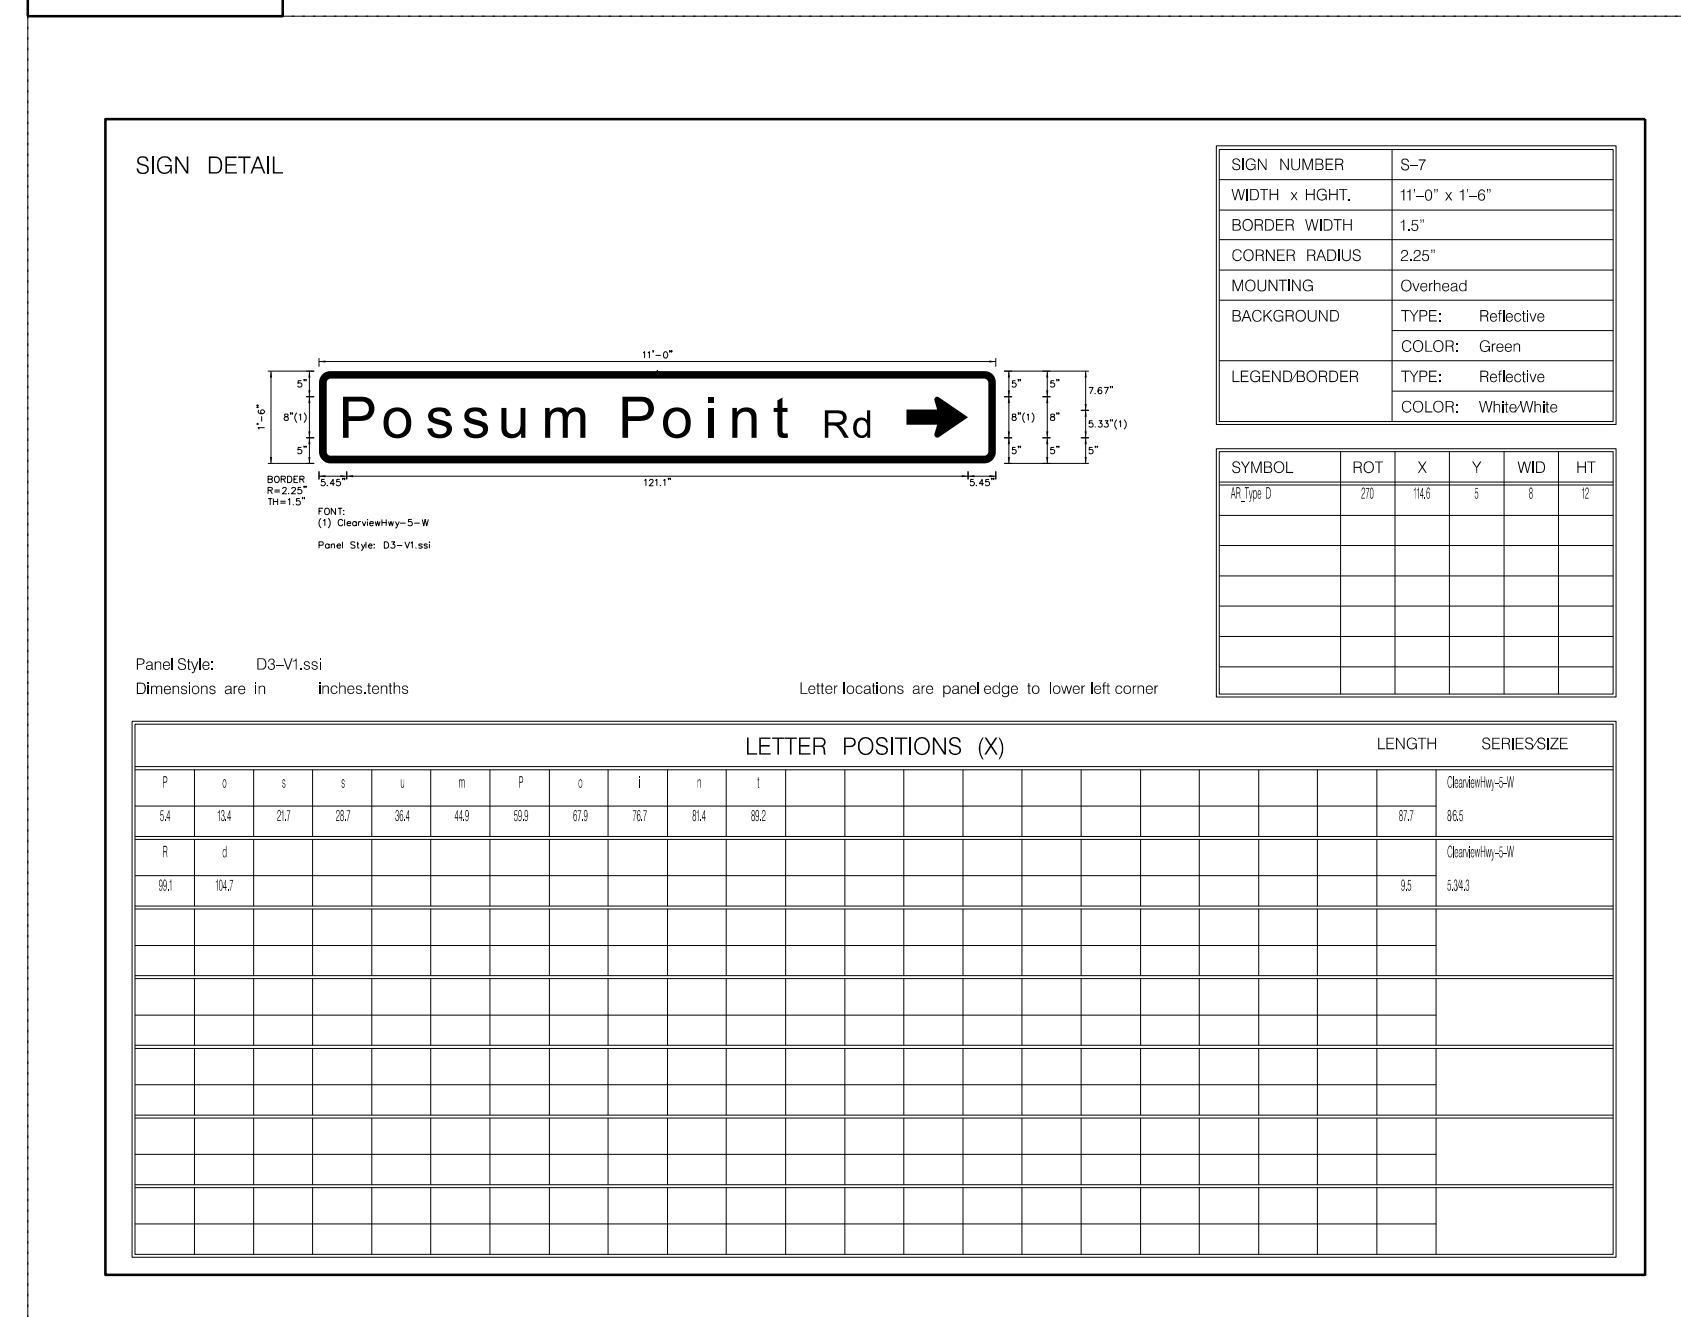 SIGN DETAIL
SIGN NUMBER S-7
WIDTH x HGHT. 11'-0" x 1'-6"
BORDER WIDTH 1.5"
CORNER RADIUS 2.25"
MOUNTING Overhead
BACKGROUND TYPE: Reflective
COLOR: Green
LEGEND/BORDER TYPE: Reflective
COLOR: White/White
11'-0"
1'-6"
5" 8"(1) 5"
Possum Point Rd
5" 8"(1) 5"
5" 8" 5"
7.67" 5.33"(1) 5"
5.45" 121.1" 5.45"
BORDER
R=2.25"
TH=1.5"
FONT:
(1) ClearviewHwy-5-W
Panel Style: D3-V1.ssi
SYMBOL ROT X Y WID HT
AR_Type D 270 114.6 5 8 12
Panel Style: D3-V1.ssi
Dimensions are in inches.tenths
Letter locations are panel edge to lower left corner
LETTER POSITIONS (X) LENGTH SERIES/SIZE
P o s s u m P o i n t ClearviewHwy-5-W
5.4 13.4 21.7 28.7 36.4 44.9 59.9 67.9 76.7 81.4 89.2 87.7 8/6.5
R d ClearviewHwy-5-W
99.1 104.7 9.5 5.3/4.3